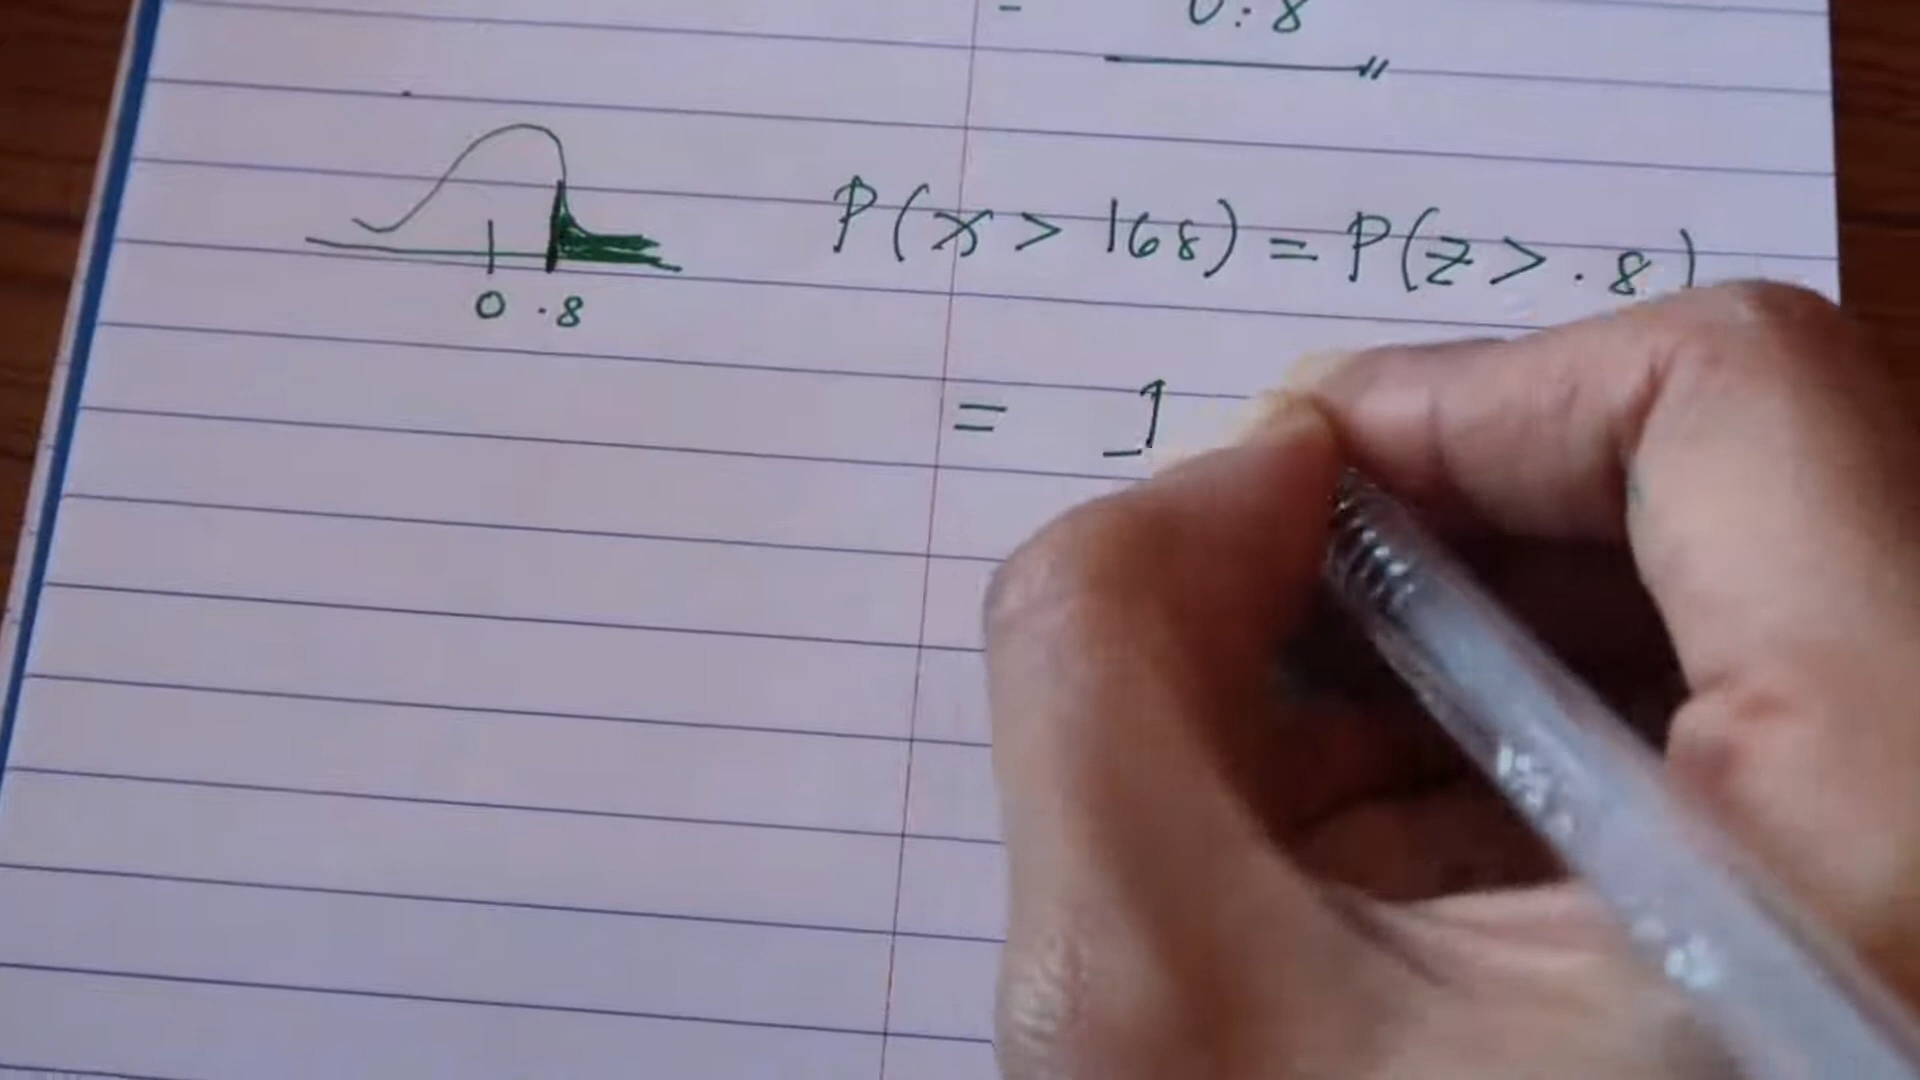 = 0.8
P(x > 168) = P(z > .8)
0 .8
= 1